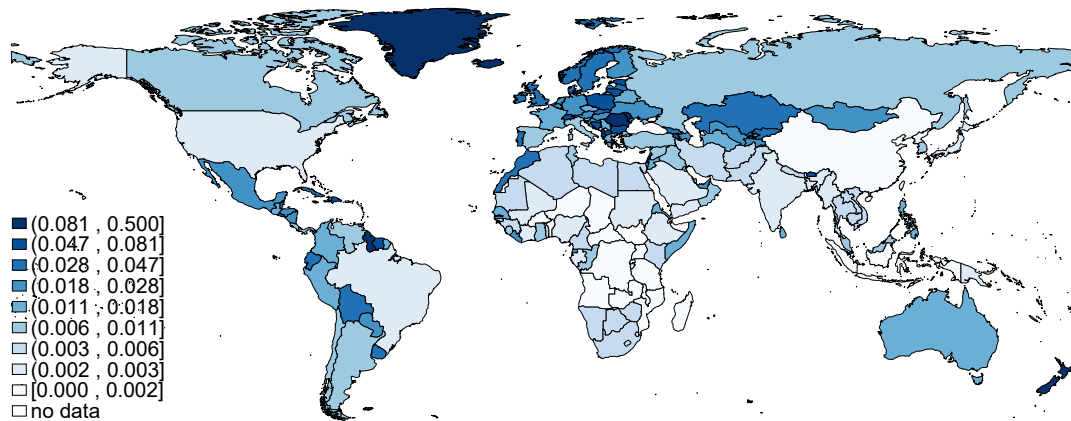 (0.081 , 0.500]
(0.047 , 0.081]
(0.028 , 0.047]
(0.018 , 0.028]
(0.011 , 0.018]
(0.006 , 0.011]
(0.003 , 0.006]
(0.002 , 0.003]
[0.000 , 0.002]
no data